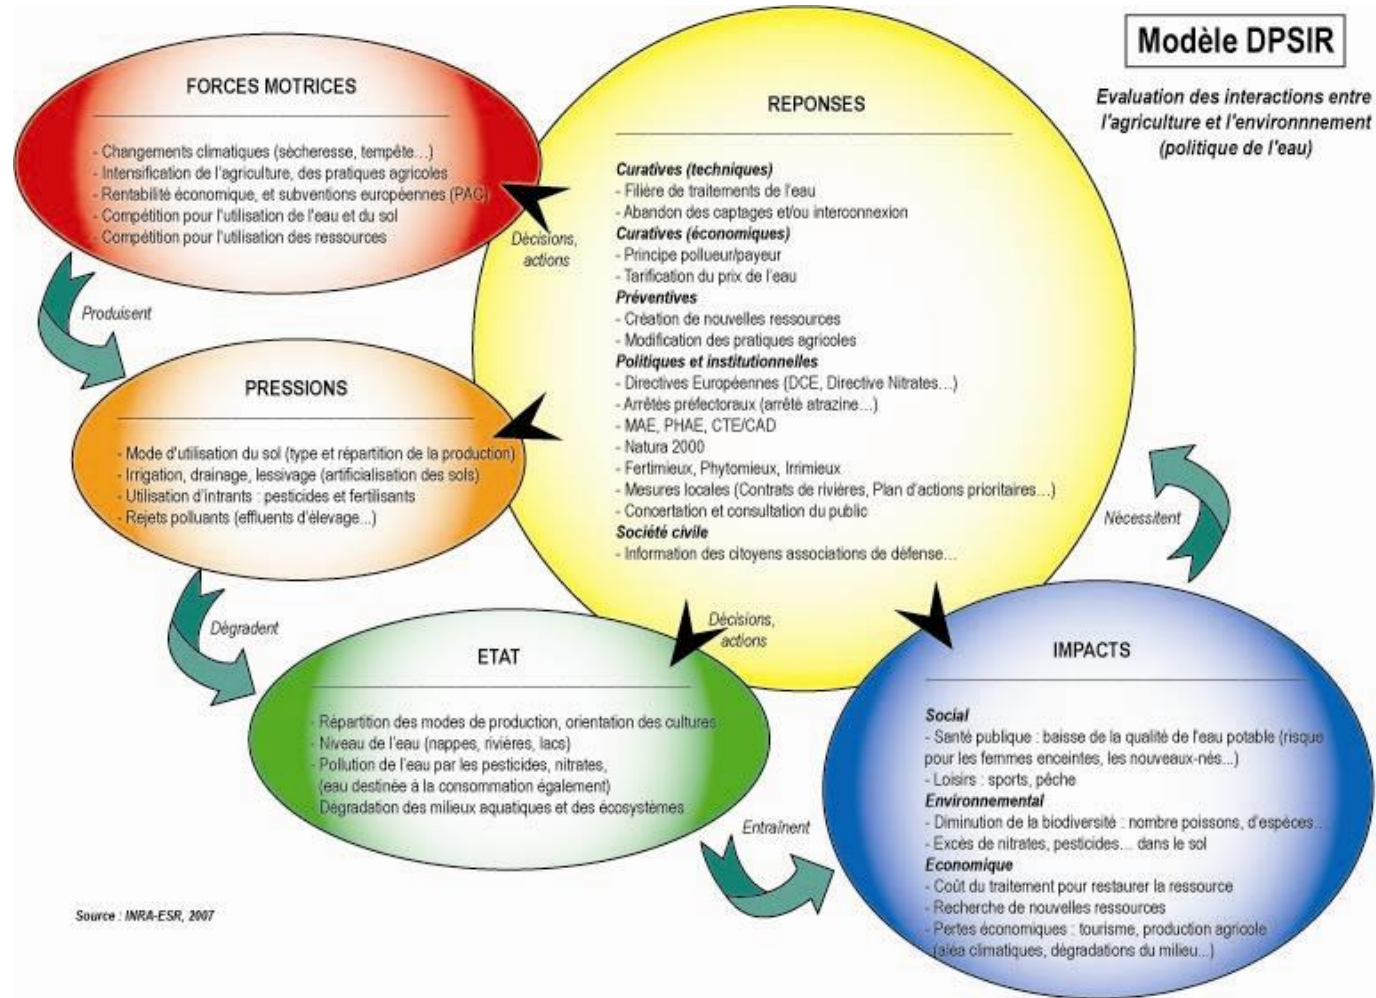 Modèle DPSIR
Evaluation des interactions entre
l'agriculture et l'environnnement
(politique de l'eau)
FORCES MOTRICES
- Changements climatiques (sècheresse, tempête…)
- Intensification de l'agriculture, des pratiques agricoles
- Rentabilité économique, et subventions européennes (PAC)
- Compétition pour l'utilisation de l'eau et du sol
- Compétition pour l'utilisation des ressources
Produisent
PRESSIONS
- Mode d'utilisation du sol (type et répartition de la production)
- Irrigation, drainage, lessivage (artificialisation des sols)
- Utilisation d'intrants : pesticides et fertilisants
- Rejets polluants (effluents d'élevage...)
Dégradent
ETAT
- Répartition des modes de production, orientation des cultures
- Niveau de l'eau (nappes, rivières, lacs)
- Pollution de l'eau par les pesticides, nitrates,
(eau destinée à la consommation également)
- Dégradation des milieux aquatiques et des écosystèmes
Entraînent
IMPACTS
Social
- Santé publique : baisse de la qualité de l'eau potable (risque
pour les femmes enceintes, les nouveaux-nés...)
- Loisirs : sports, pêche
Environnemental
- Diminution de la biodiversité : nombre poissons, d'espèces..
- Excès de nitrates, pesticides… dans le sol
Economique
- Coût du traitement pour restaurer la ressource
- Recherche de nouvelles ressources
- Pertes économiques : tourisme, production agricole
- (aléa climatiques, dégradations du milieu...)
Nécessitent
REPONSES
Curatives (techniques)
- Filière de traitements de l'eau
- Abandon des captages et/ou interconnexion
Curatives (économiques)
- Principe pollueur/payeur
- Tarification du prix de l'eau
Préventives
- Création de nouvelles ressources
- Modification des pratiques agricoles
Politiques et institutionnelles
- Directives Européennes (DCE, Directive Nitrates…)
- Arrêtés préfectoraux (arrêté atrazine…)
- MAE, PHAE, CTE/CAD
- Natura 2000
- Fertimieux, Phytomieux, Irrimieux
- Mesures locales (Contrats de rivières, Plan d'actions prioritaires…)
- Concertation et consultation du public
Société civile
- Information des citoyens associations de défense…
Décisions,
actions
Décisions,
actions
Source : INRA-ESR, 2007